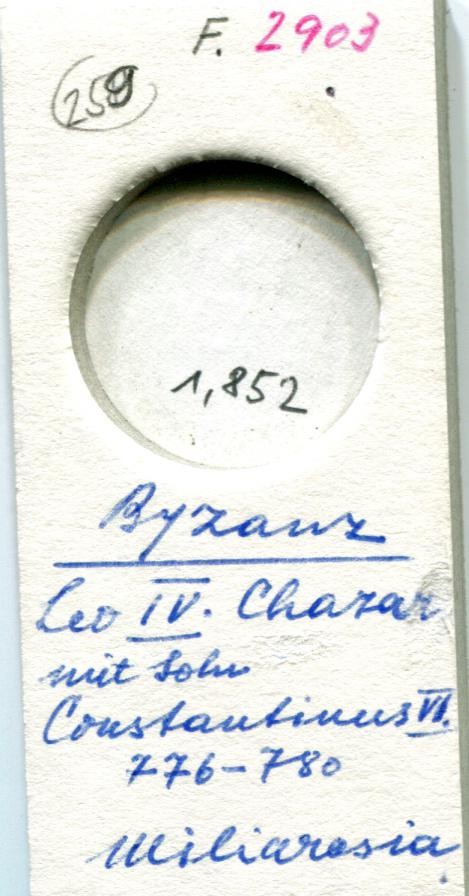 F. 2903
259
1,852
Byzanz
Leo IV. Chazar
mit Sohn
Constantinus VI.
776-780
Miliaresia